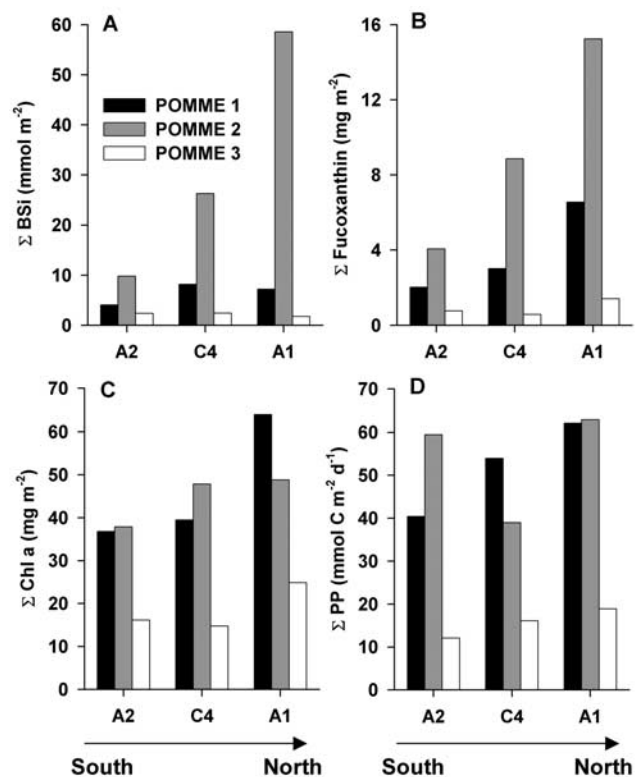 A
Σ BSi (mmol m⁻²)
60
50
40
30
20
10
0
POMME 1
POMME 2
POMME 3
A2 C4 A1
B
Σ Fucoxanthin (mg m⁻²)
16
12
8
4
0
A2 C4 A1
C
Σ Chl a (mg m⁻²)
70
60
50
40
30
20
10
0
A2 C4 A1
South North
D
Σ PP (mmol C m⁻² d⁻¹)
70
60
50
40
30
20
10
0
A2 C4 A1
South North